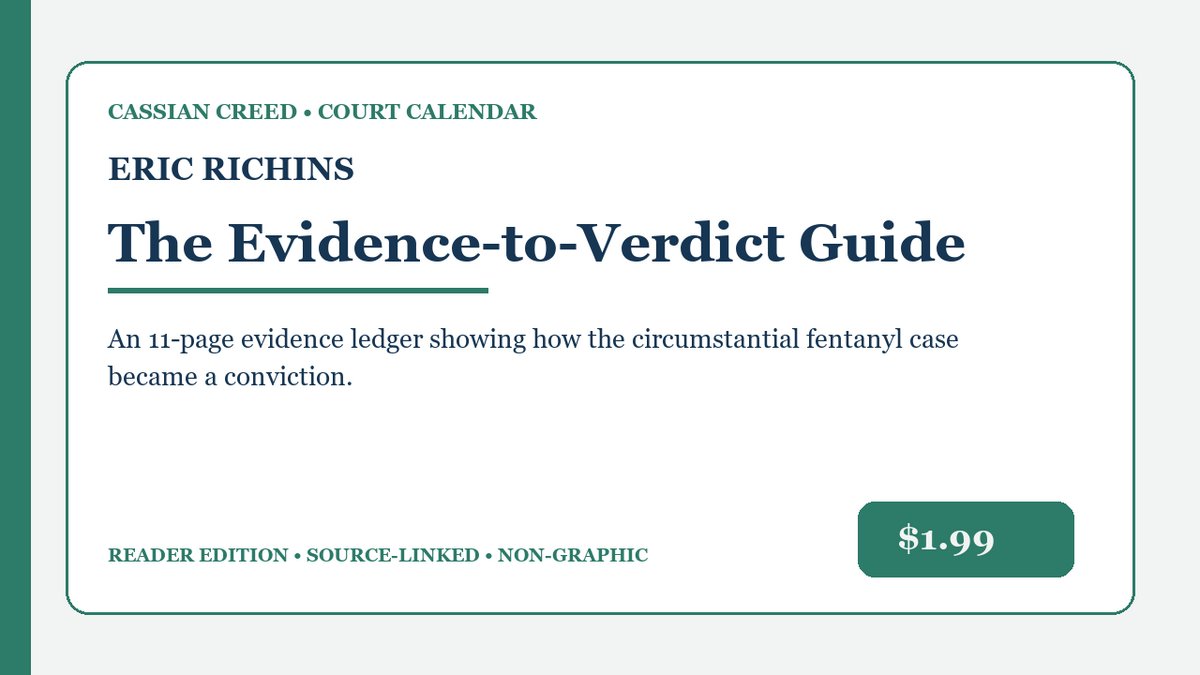 CASSIAN CREED • COURT CALENDAR
ERIC RICHINS
The Evidence-to-Verdict Guide
An 11-page evidence ledger showing how the circumstantial fentanyl case
became a conviction.
READER EDITION • SOURCE-LINKED • NON-GRAPHIC
$1.99